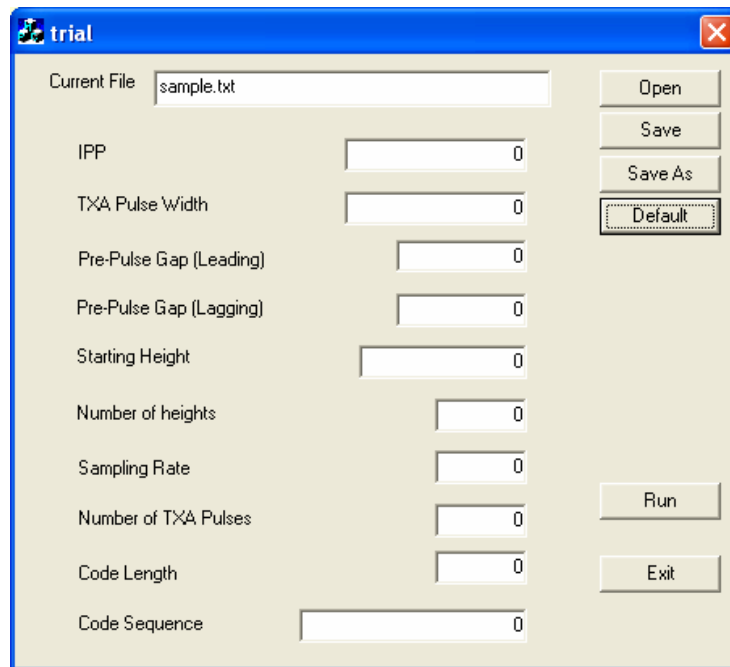 trial
Current File sample.txt Open
Save
IPP 0
Save As
TXA Pulse Width 0
Default
Pre-Pulse Gap (Leading) 0
Pre-Pulse Gap (Lagging) 0
Starting Height 0
Number of heights 0
Sampling Rate 0
Run
Number of TXA Pulses 0
Code Length 0 Exit
Code Sequence 0